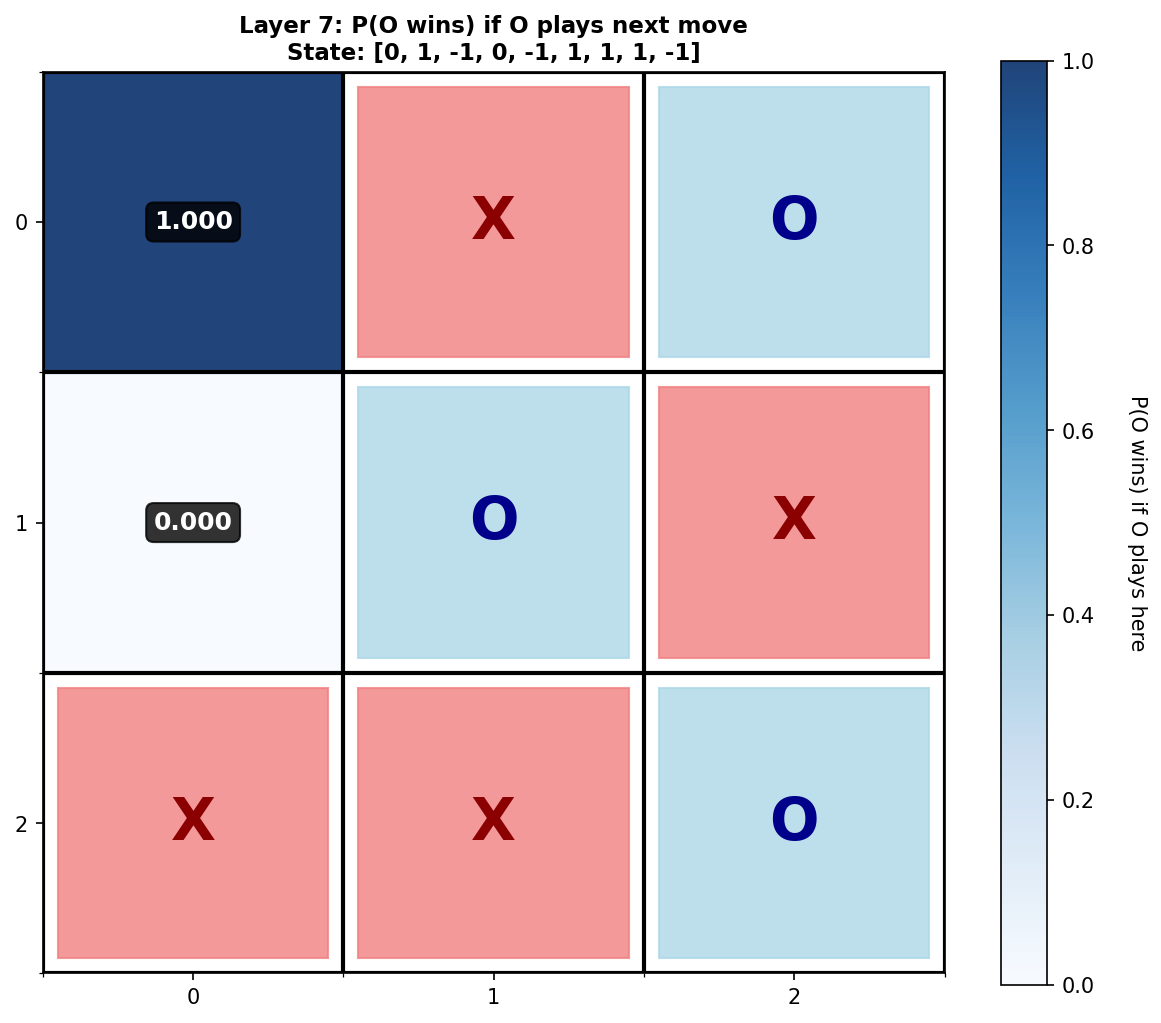 Layer 7: P(O wins) if O plays next move
State: [0, 1, -1, 0, -1, 1, 1, 1, -1]
0
1.000
X
O
1
0.000
O
X
2
X
X
O
0
1
2
1.0
0.8
0.6
0.4
0.2
0.0
P(O wins) if O plays here